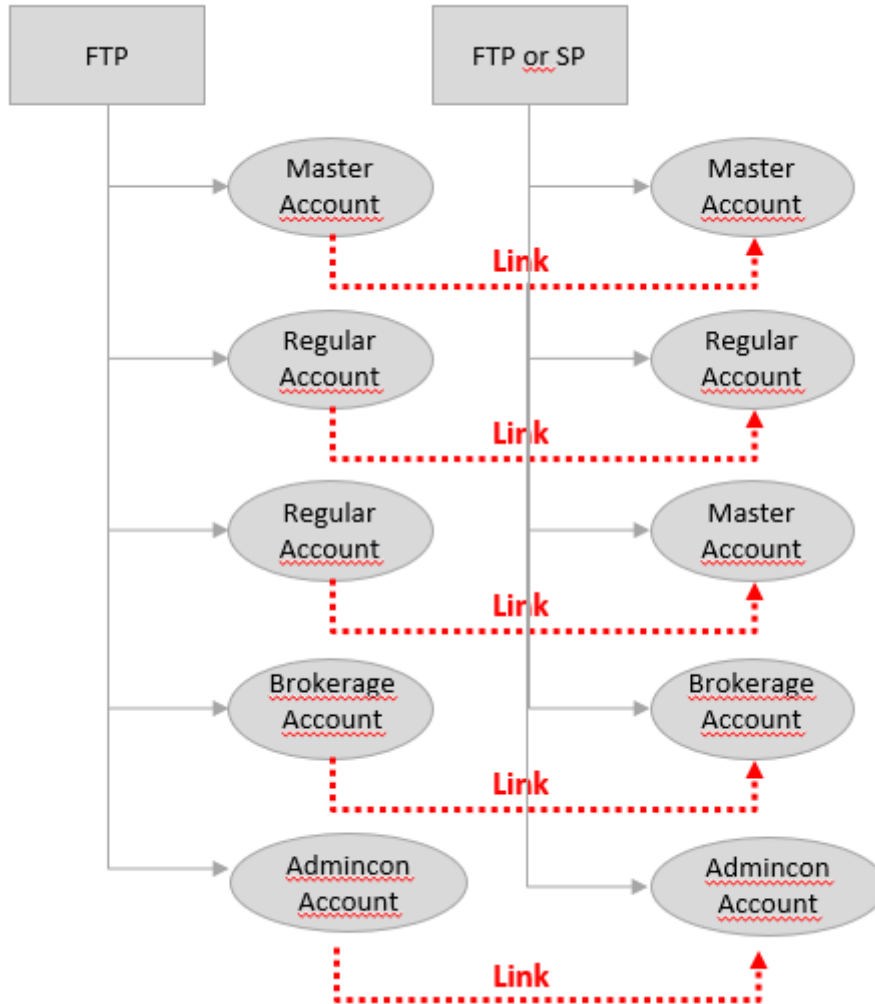 FTP
FTP or SP
Master
Account
Master
Account
Link
Regular
Account
Regular
Account
Link
Regular
Account
Master
Account
Link
Brokerage
Account
Brokerage
Account
Link
Admincon
Account
Admincon
Account
Link